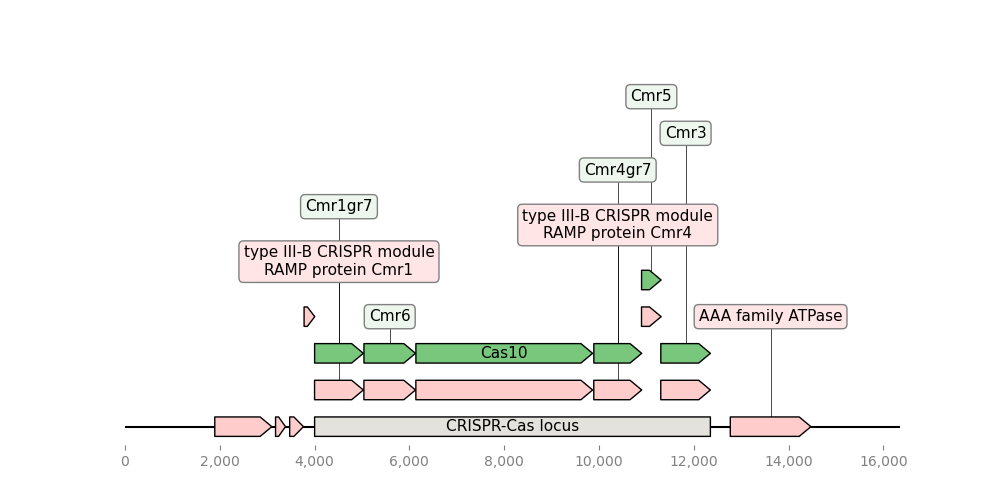 Cmr5
Cmr3
Cmr4gr7
Cmr1gr7
type III-B CRISPR module
RAMP protein Cmr4
type III-B CRISPR module
RAMP protein Cmr1
Cmr6
AAA family ATPase
Cas10
CRISPR-Cas locus
0 2,000 4,000 6,000 8,000 10,000 12,000 14,000 16,000